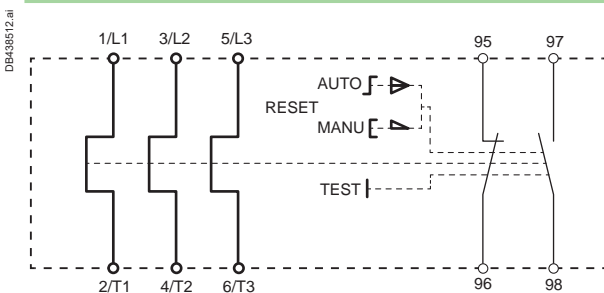 DB438512.ai
1/L1 3/L2 5/L3 95 97
AUTO
RESET
MANU
TEST
2/T1 4/T2 6/T3 96 98